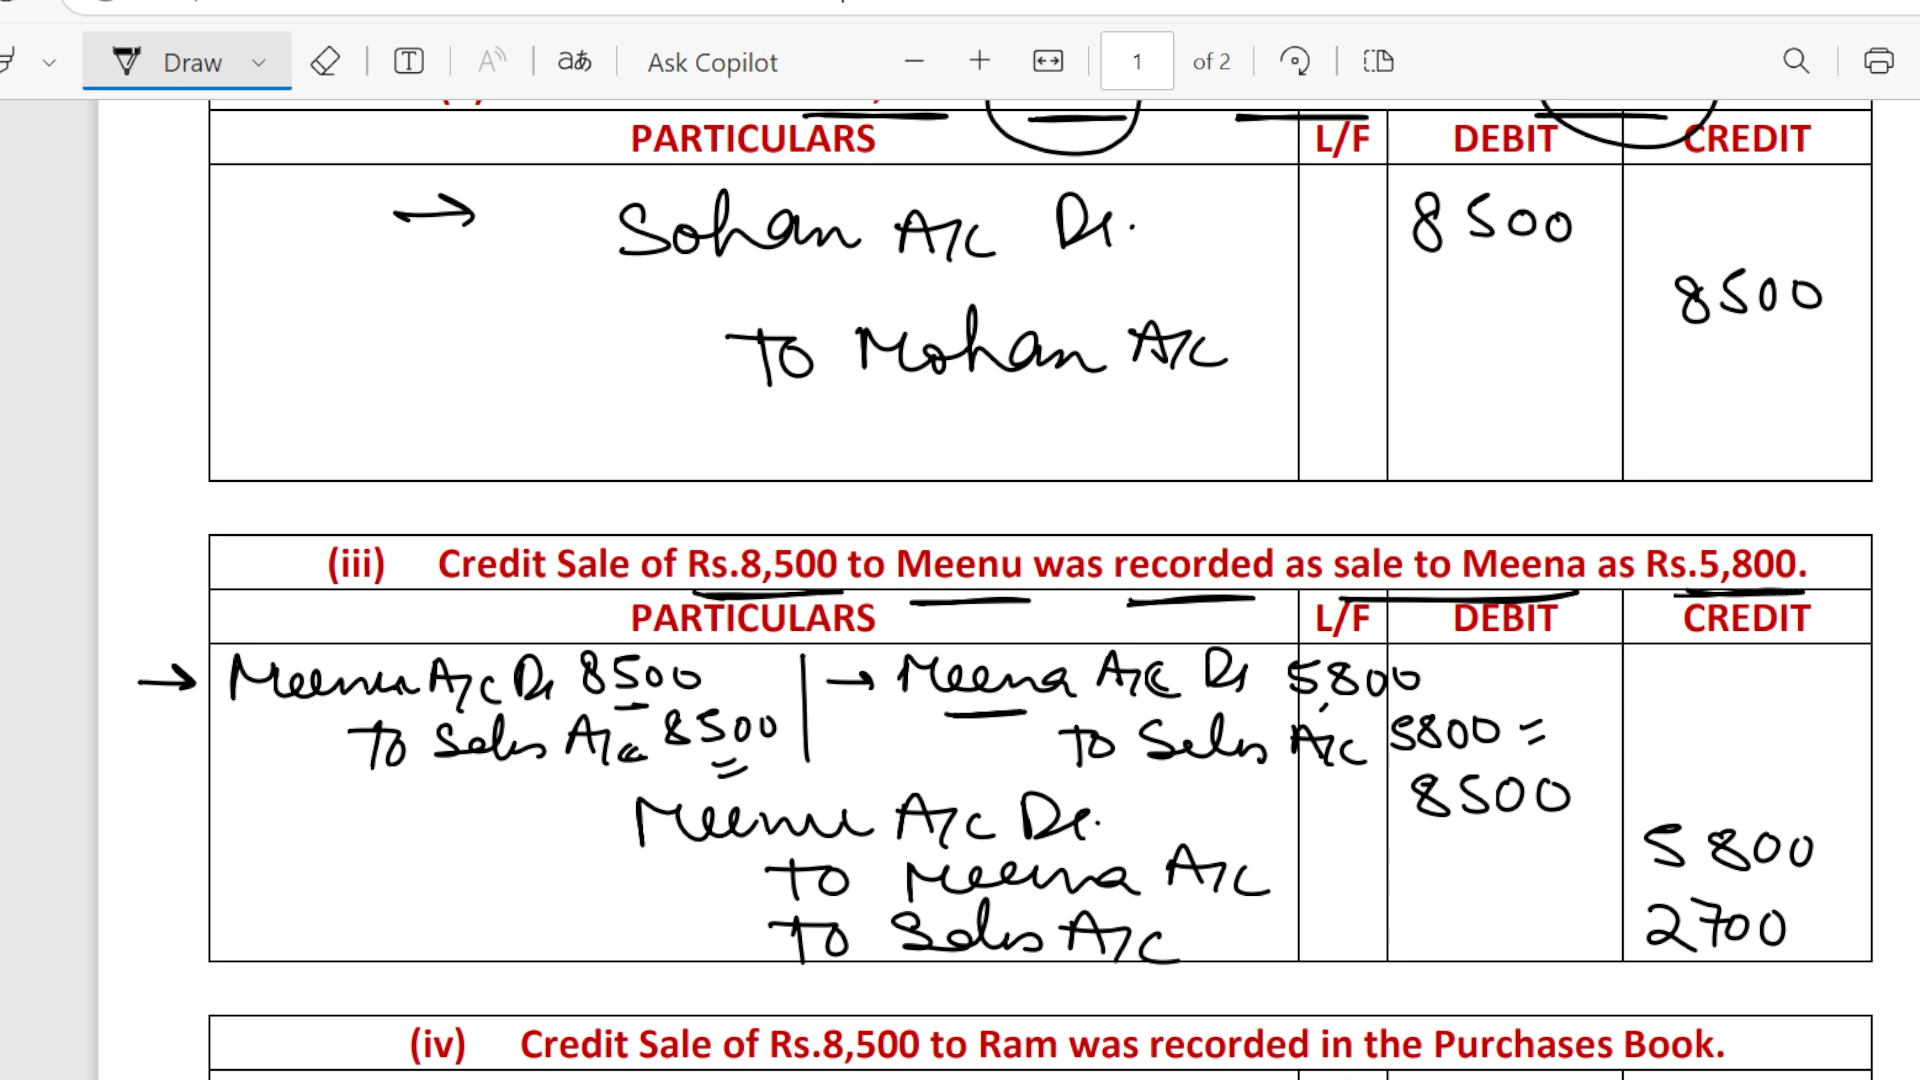 Draw aあ Ask Copilot 1 of 2
PARTICULARS L/F DEBIT CREDIT
→ Sohan A/c Dr. 8500
8500
To Mohan A/c
(iii) Credit Sale of Rs.8,500 to Meenu was recorded as sale to Meena as Rs.5,800.
PARTICULARS L/F DEBIT CREDIT
→ Meenu A/c Dr 8500 | → Meena A/c Dr 5800
To Sales A/c 8500 To Sales A/c 5800 =
Meenu A/c Dr. 8500
To Meena A/c 5800
To Sales A/c 2700
(iv) Credit Sale of Rs.8,500 to Ram was recorded in the Purchases Book.